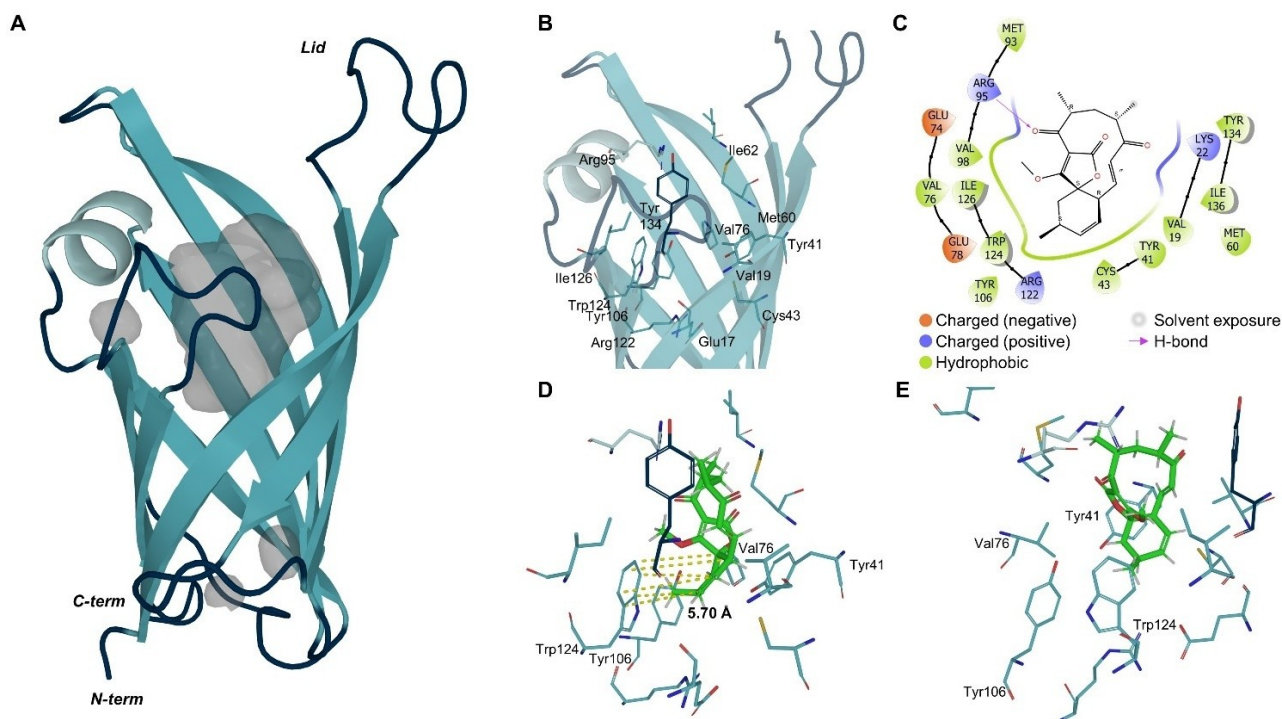 A
Lid
C-term
N-term
B
Arg95
Ile62
Tyr
134
Val76
Met60
Tyr41
Val19
Ile126
Trp124
Tyr106
Cys43
Arg122
Glu17
C
MET
93
ARG
95
GLU
74
VAL
98
VAL
76
ILE
126
GLU
78
TRP
124
TYR
106
ARG
122
CYS
43
TYR
41
VAL
19
LYS
22
TYR
134
ILE
136
MET
60
O
O
O
O
O
R
S
S
R
S
Charged (negative)
Charged (positive)
Hydrophobic
Solvent exposure
H-bond
D
Val76
Tyr41
5.70 Å
Trp124
Tyr106
E
Tyr41
Val76
Trp124
Tyr106